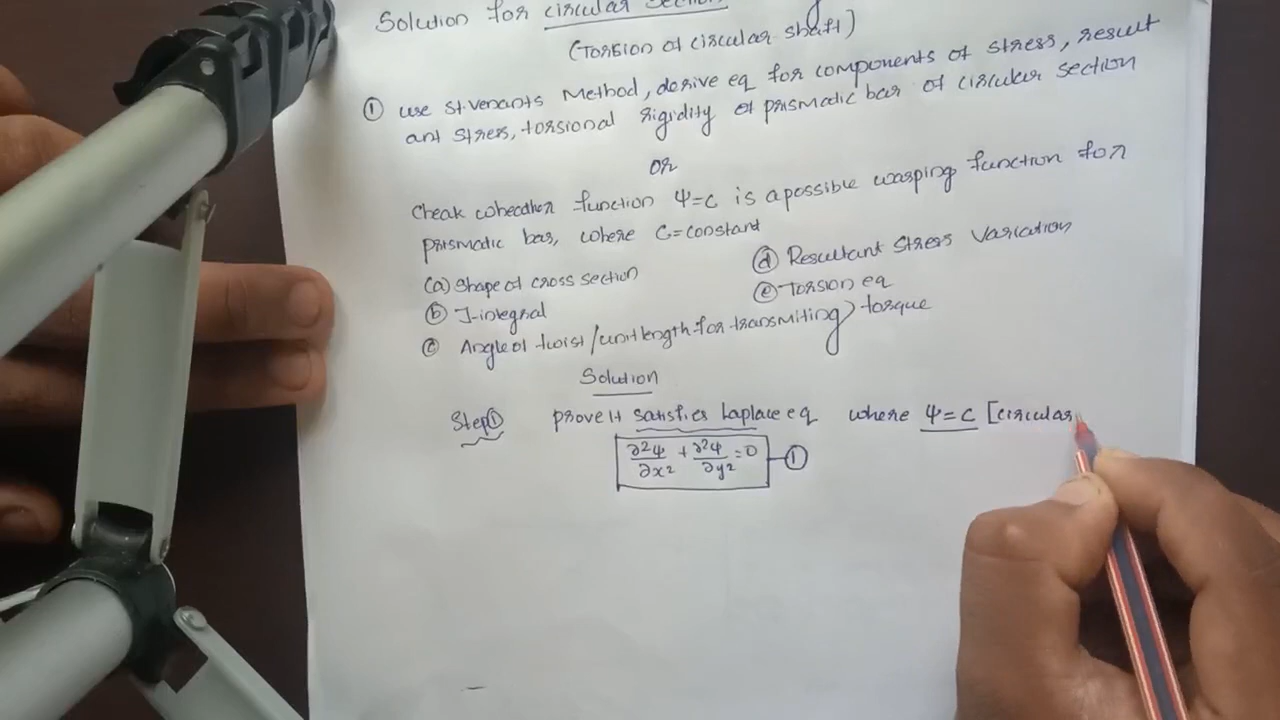 Solution for circular section
(Torsion of circular shaft)
① use st.venants Method, derive eq for components of stress, result
ant stress, torsional rigidity of prismatic bar of circular section
OR
Cheak whecather function Ψ=C is a possible warping function for
prismatic bar, where C=constant
(a) Shape of cross section
ⓑ J-integral
ⓒ Angle of twist /unit length for transmiting torque
ⓓ Resultant Stress Variation
ⓔ Torsion eq
Solution
Step① prove it satisfies Laplace eq where Ψ=C [circular
∂²Ψ/∂x² + ∂²Ψ/∂y² = 0 —①